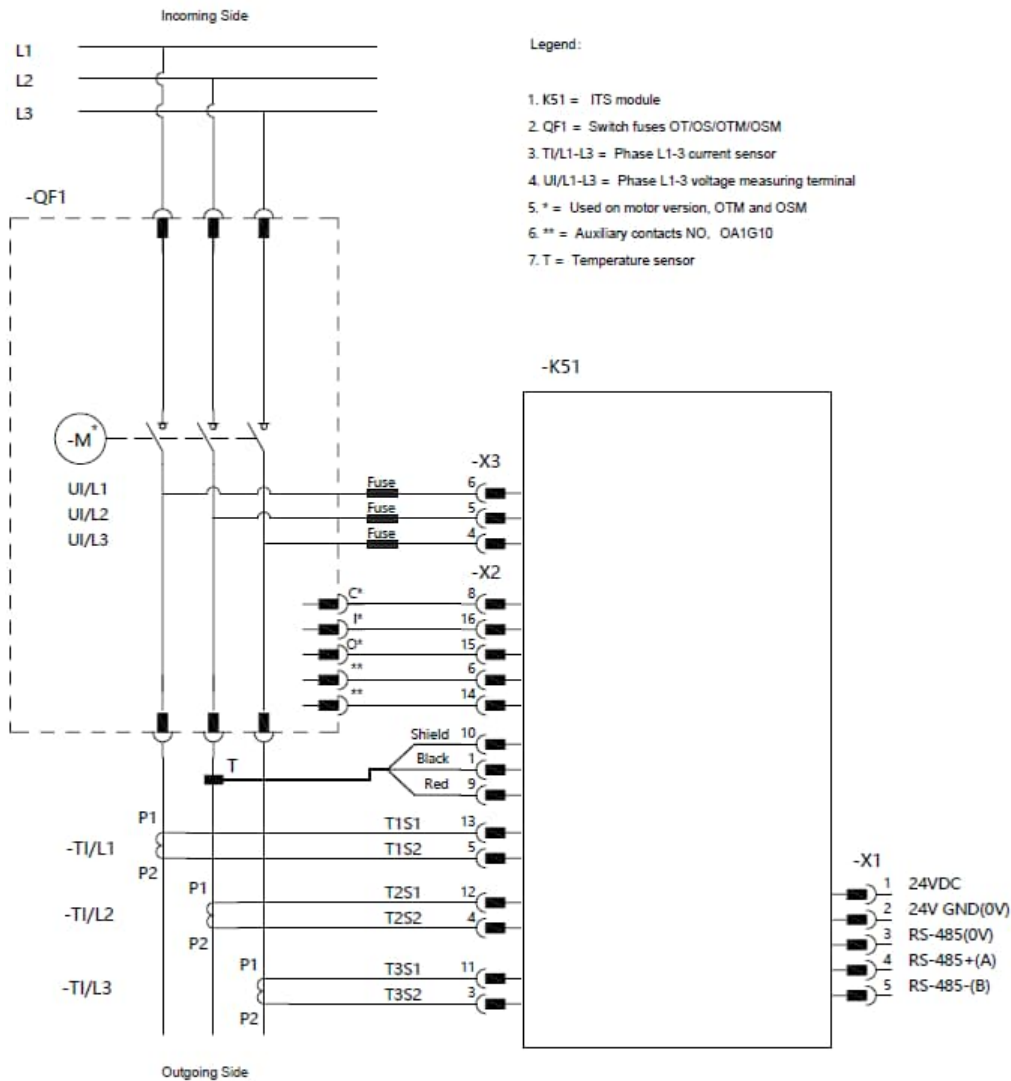 Incoming Side
L1
L2
L3
Legend:
1. K51 = ITS module
2. QF1 = Switch fuses OT/OS/OTM/OSM
3. TI/L1-L3 = Phase L1-3 current sensor
4. UI/L1-L3 = Phase L1-3 voltage measuring terminal
5. * = Used on motor version, OTM and OSM
6. ** = Auxiliary contacts NO, OA1G10
7. T = Temperature sensor
-QF1
-K51
-M*
-X3
UI/L1 Fuse 6
UI/L2 Fuse 5
UI/L3 Fuse 4
-X2
C* 8
I* 16
O* 15
** 6
** 14
Shield 10
T Black 1
Red 9
P1 T1S1 13
-TI/L1 T1S2 5
P2
P1 T2S1 12
-TI/L2 T2S2 4
P2
P1 T3S1 11
-TI/L3 T3S2 3
P2
-X1
1 24VDC
2 24V GND(0V)
3 RS-485(0V)
4 RS-485+(A)
5 RS-485-(B)
Outgoing Side